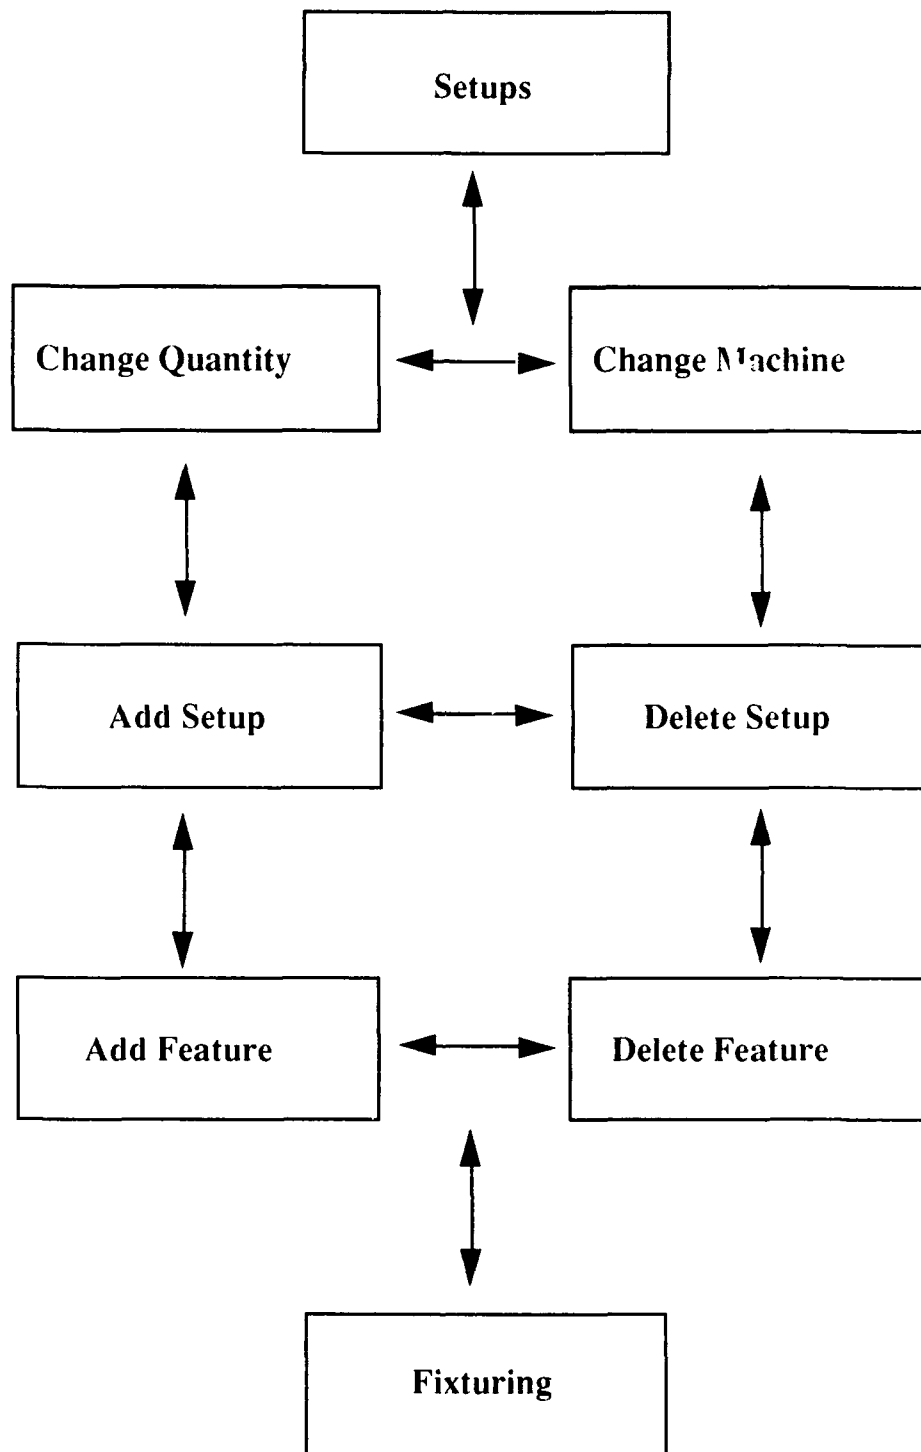 Setups
Change Quantity
Change Machine
Add Setup
Delete Setup
Add Feature
Delete Feature
Fixturing